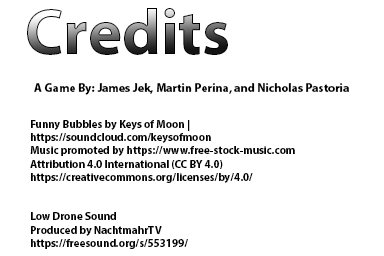 Credits
A Game By: James Jek, Martin Perina, and Nicholas Pastoria
Funny Bubbles by Keys of Moon |
https://soundcloud.com/keysofmoon
Music promoted by https://www.free-stock-music.com
Attribution 4.0 International (CC BY 4.0)
https://creativecommons.org/licenses/by/4.0/
Low Drone Sound
Produced by NachtmahrTV
https://freesound.org/s/553199/